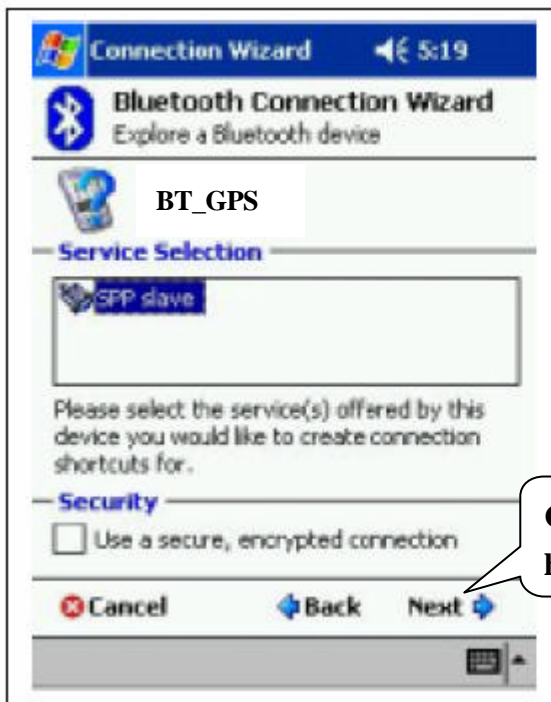 Connection Wizard 5:19
Bluetooth Connection Wizard
Explore a Bluetooth device
BT_GPS
Service Selection
SPP slave
Please select the service(s) offered by this
device you would like to create connection
shortcuts for.
Security
Use a secure, encrypted connection
Cancel Back Next